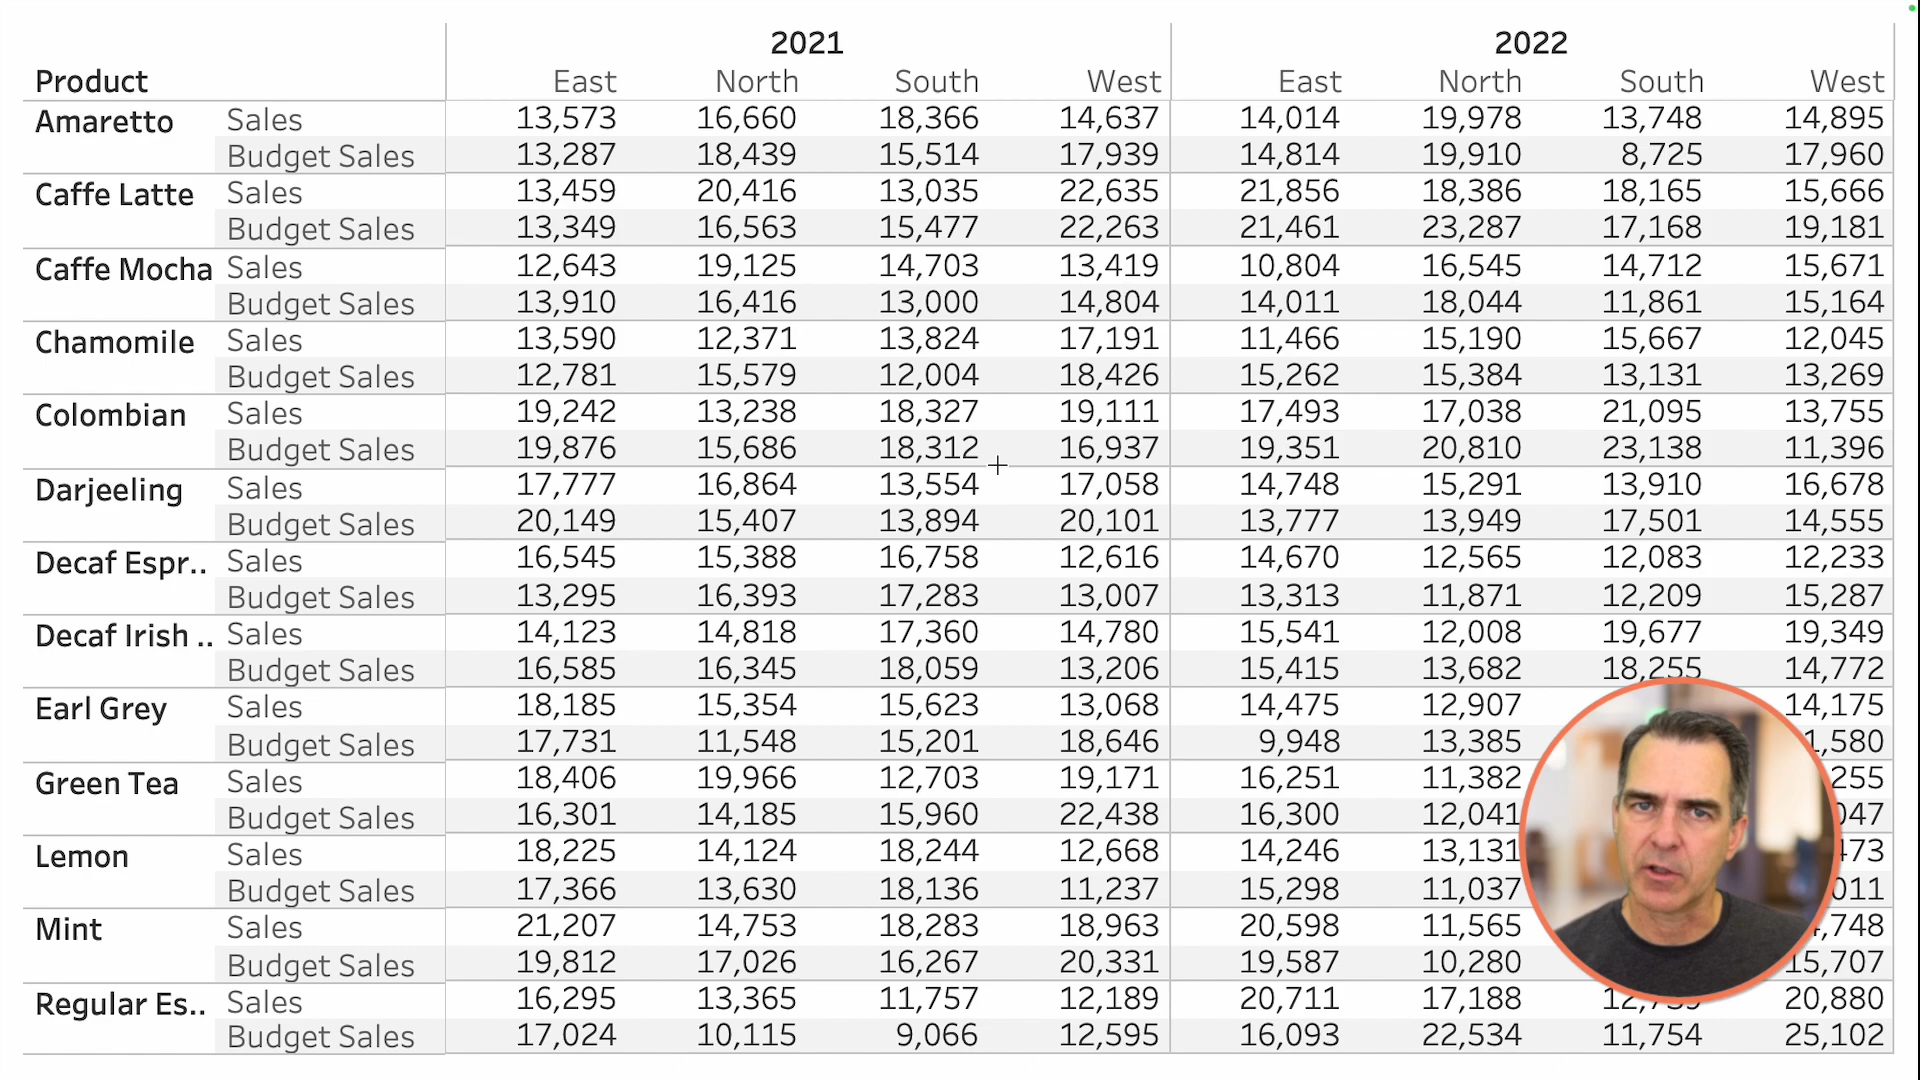 2021 2022
Product East North South West East North South West
Amaretto Sales 13,573 16,660 18,366 14,637 14,014 19,978 13,748 14,895
Budget Sales 13,287 18,439 15,514 17,939 14,814 19,910 8,725 17,960
Caffe Latte Sales 13,459 20,416 13,035 22,635 21,856 18,386 18,165 15,666
Budget Sales 13,349 16,563 15,477 22,263 21,461 23,287 17,168 19,181
Caffe Mocha Sales 12,643 19,125 14,703 13,419 10,804 16,545 14,712 15,671
Budget Sales 13,910 16,416 13,000 14,804 14,011 18,044 11,861 15,164
Chamomile Sales 13,590 12,371 13,824 17,191 11,466 15,190 15,667 12,045
Budget Sales 12,781 15,579 12,004 18,426 15,262 15,384 13,131 13,269
Colombian Sales 19,242 13,238 18,327 19,111 17,493 17,038 21,095 13,755
Budget Sales 19,876 15,686 18,312 16,937 19,351 20,810 23,138 11,396
Darjeeling Sales 17,777 16,864 13,554 17,058 14,748 15,291 13,910 16,678
Budget Sales 20,149 15,407 13,894 20,101 13,777 13,949 17,501 14,555
Decaf Espr.. Sales 16,545 15,388 16,758 12,616 14,670 12,565 12,083 12,233
Budget Sales 13,295 16,393 17,283 13,007 13,313 11,871 12,209 15,287
Decaf Irish .. Sales 14,123 14,818 17,360 14,780 15,541 12,008 19,677 19,349
Budget Sales 16,585 16,345 18,059 13,206 15,415 13,682 18,255 14,772
Earl Grey Sales 18,185 15,354 15,623 13,068 14,475 12,907 14,175
Budget Sales 17,731 11,548 15,201 18,646 9,948 13,385
Green Tea Sales 18,406 19,966 12,703 19,171 16,251 11,382
Budget Sales 16,301 14,185 15,960 22,438 16,300 12,041
Lemon Sales 18,225 14,124 18,244 12,668 14,246 13,131
Budget Sales 17,366 13,630 18,136 11,237 15,298 11,037
Mint Sales 21,207 14,753 18,283 18,963 20,598 11,565
Budget Sales 19,812 17,026 16,267 20,331 19,587 10,280 15,707
Regular Es.. Sales 16,295 13,365 11,757 12,189 20,711 17,188 20,880
Budget Sales 17,024 10,115 9,066 12,595 16,093 22,534 11,754 25,102